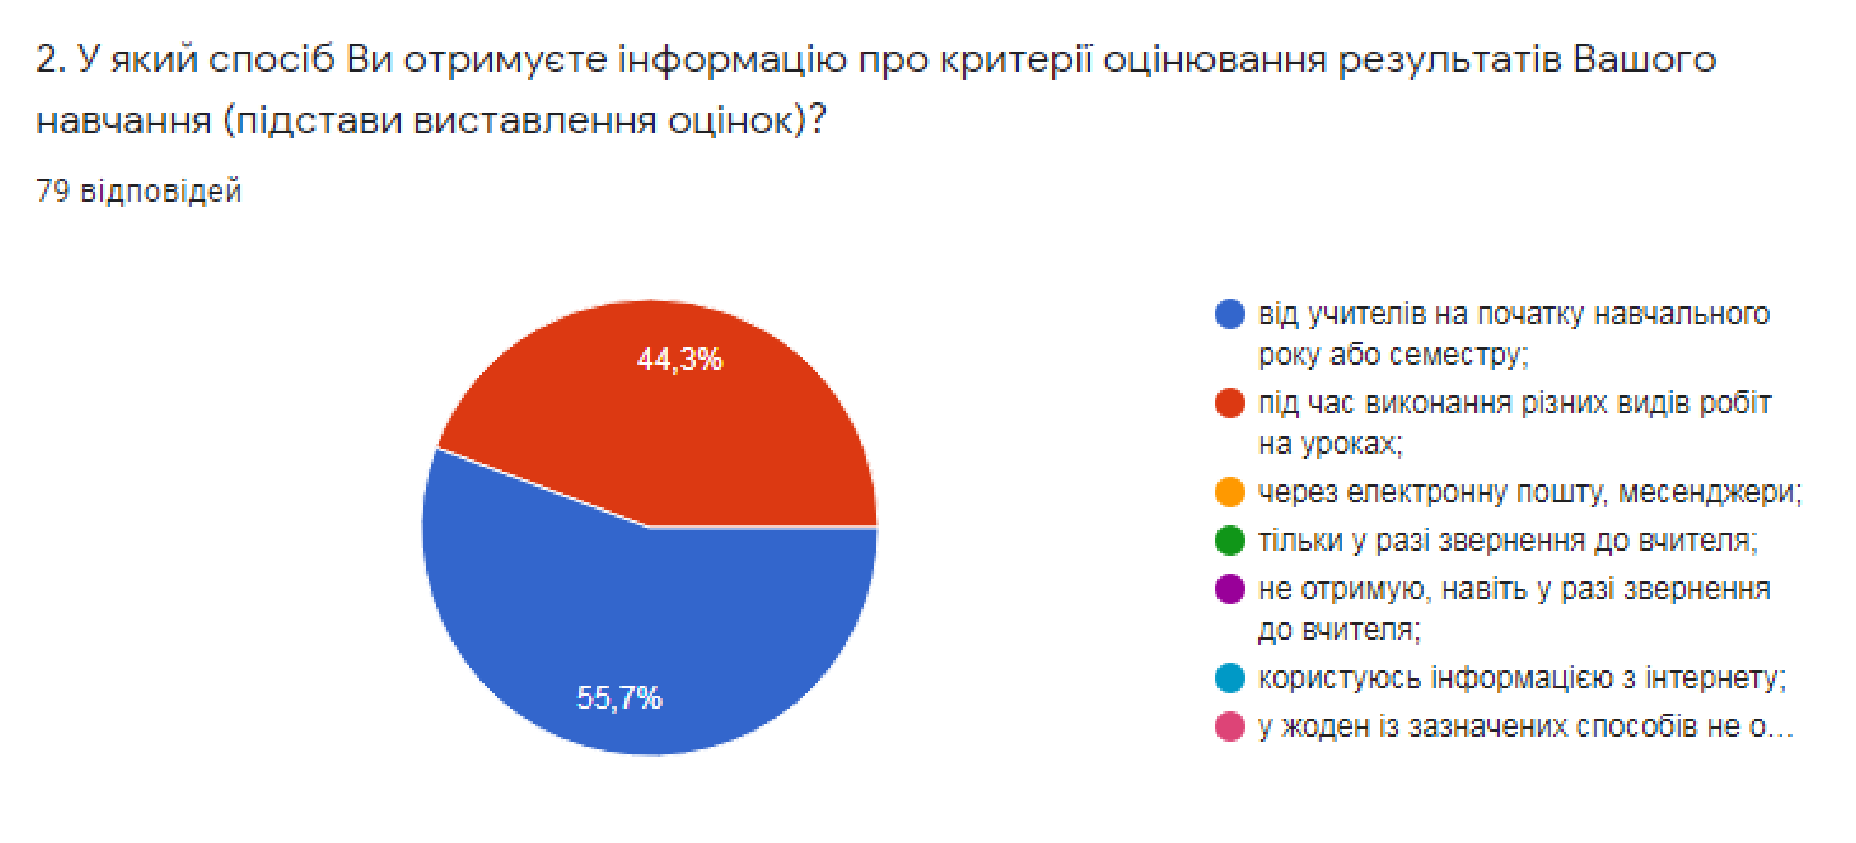 2. У який спосіб Ви отримуєте інформацію про критерії оцінювання результатів Вашого
навчання (підстави виставлення оцінок)?
79 відповідей
44,3%
55,7%
від учителів на початку навчального
року або семестру;
під час виконання різних видів робіт
на уроках;
через електронну пошту, месенджери;
тільки у разі звернення до вчителя;
не отримую, навіть у разі звернення
до вчителя;
користуюсь інформацією з інтернету;
у жоден із зазначених способів не о...